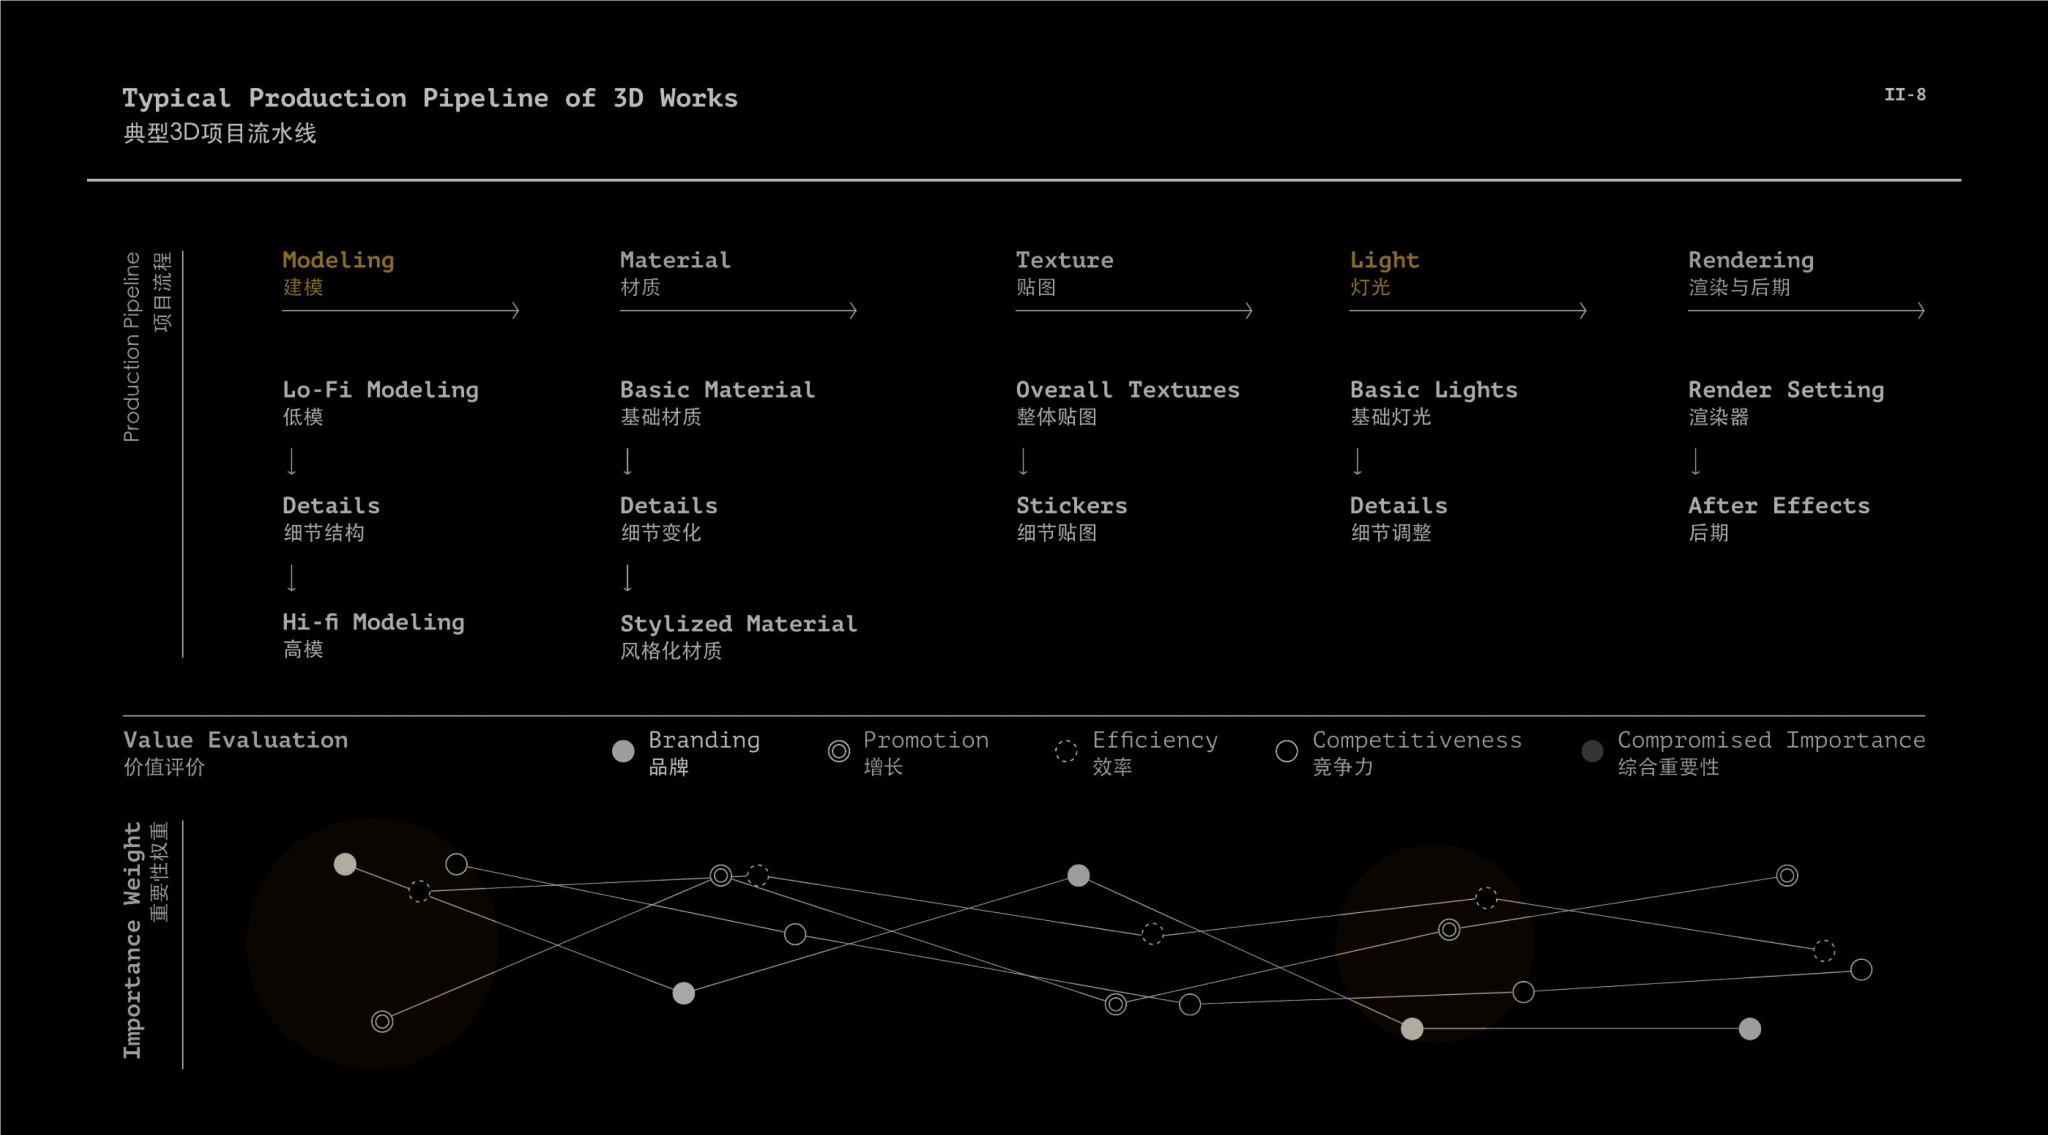 Typical Production Pipeline of 3D Works
典型3D项目流水线
II-8
Production Pipeline
项目流程
Modeling
建模
Material
材质
Texture
贴图
Light
灯光
Rendering
渲染与后期
Lo-Fi Modeling
低模
Basic Material
基础材质
Overall Textures
整体贴图
Basic Lights
基础灯光
Render Setting
渲染器
Details
细节结构
Details
细节变化
Stickers
细节贴图
Details
细节调整
After Effects
后期
Hi-fi Modeling
高模
Stylized Material
风格化材质
Value Evaluation
价值评价
Branding
品牌
Promotion
增长
Efficiency
效率
Competitiveness
竞争力
Compromised Importance
综合重要性
Importance Weight
重要性权重